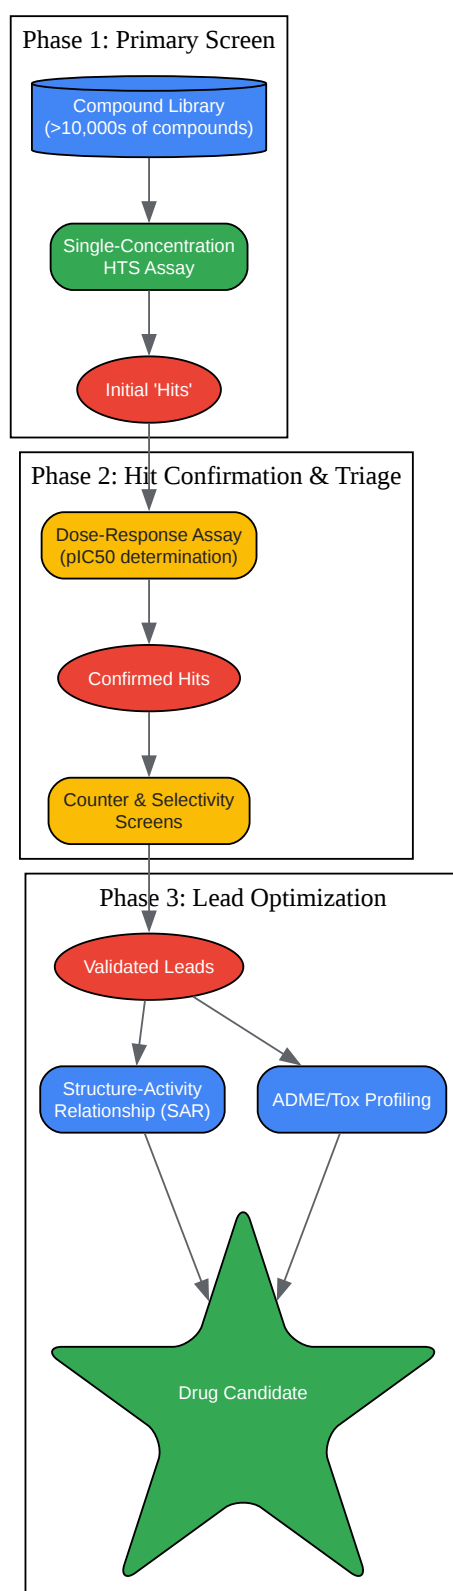 Phase 1: Primary Screen
Compound Library
(>10,000s of compounds)
Single-Concentration
HTS Assay
Initial 'Hits'
Phase 2: Hit Confirmation & Triage
Dose-Response Assay
(pIC50 determination)
Confirmed Hits
Counter & Selectivity
Screens
Phase 3: Lead Optimization
Validated Leads
Structure-Activity
Relationship (SAR)
ADME/Tox Profiling
Drug Candidate